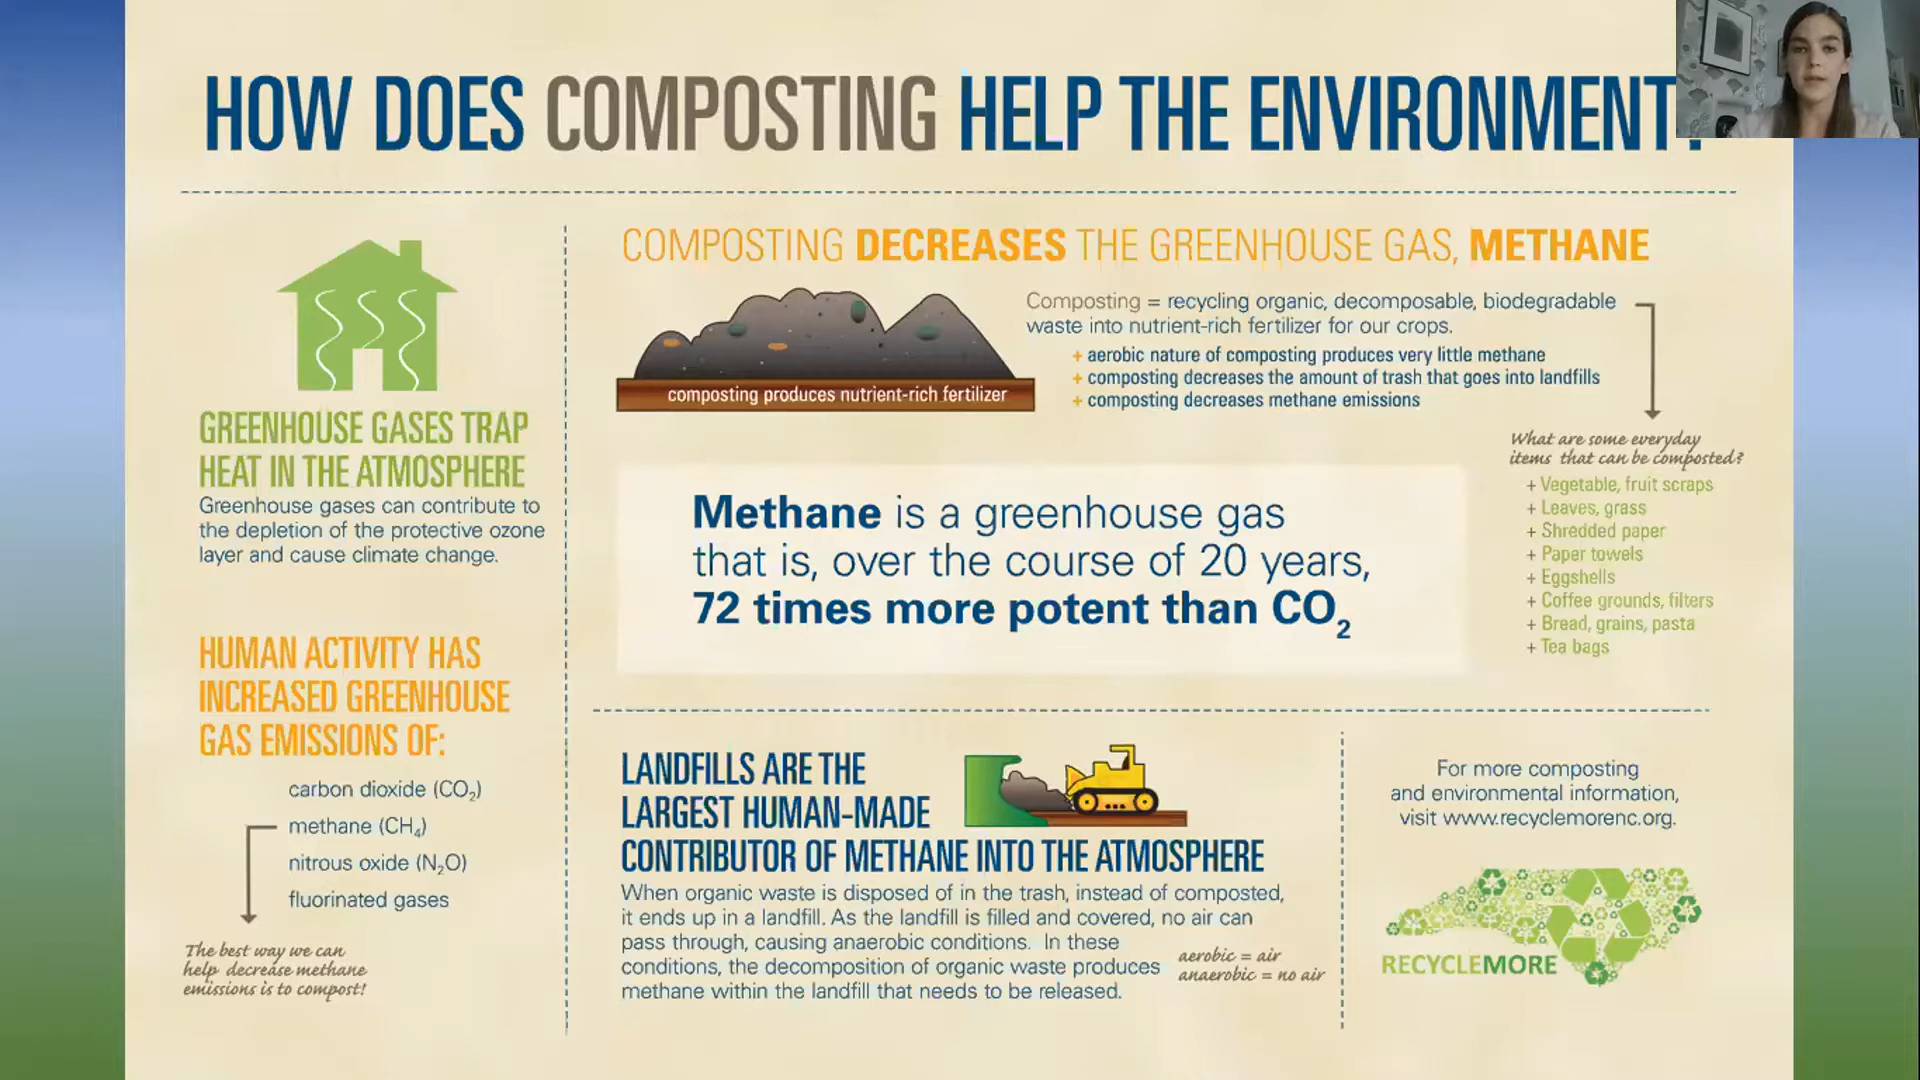 HOW DOES COMPOSTING HELP THE ENVIRONMENT?
GREENHOUSE GASES TRAP
HEAT IN THE ATMOSPHERE
Greenhouse gases can contribute to
the depletion of the protective ozone
layer and cause climate change.
HUMAN ACTIVITY HAS
INCREASED GREENHOUSE
GAS EMISSIONS OF:
carbon dioxide (CO₂)
methane (CH₄)
nitrous oxide (N₂O)
fluorinated gases
The best way we can
help decrease methane
emissions is to compost!
COMPOSTING DECREASES THE GREENHOUSE GAS, METHANE
composting produces nutrient-rich fertilizer
Composting = recycling organic, decomposable, biodegradable
waste into nutrient-rich fertilizer for our crops.
+ aerobic nature of composting produces very little methane
+ composting decreases the amount of trash that goes into landfills
+ composting decreases methane emissions
What are some everyday
items that can be composted?
+ Vegetable, fruit scraps
+ Leaves, grass
+ Shredded paper
+ Paper towels
+ Eggshells
+ Coffee grounds, filters
+ Bread, grains, pasta
+ Tea bags
Methane is a greenhouse gas
that is, over the course of 20 years,
72 times more potent than CO₂
LANDFILLS ARE THE
LARGEST HUMAN-MADE
CONTRIBUTOR OF METHANE INTO THE ATMOSPHERE
When organic waste is disposed of in the trash, instead of composted,
it ends up in a landfill. As the landfill is filled and covered, no air can
pass through, causing anaerobic conditions. In these
conditions, the decomposition of organic waste produces
methane within the landfill that needs to be released.
aerobic = air
anaerobic = no air
For more composting
and environmental information,
visit www.recyclemorenc.org.
RECYCLEMORE